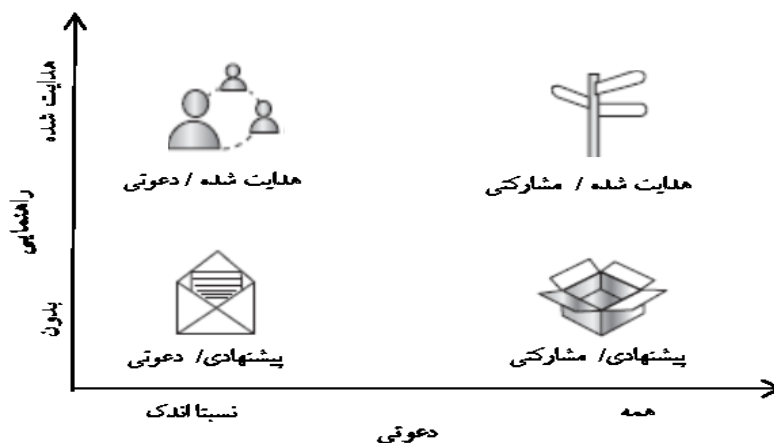 هدایت شده
راهنمایی
بدون
هدایت شده / مشارکتی
هدایت شده / دعوتی
پیشنهادی/ مشارکتی
پیشنهادی/ دعوتی
همه
نسبتا اندک
دعوتی